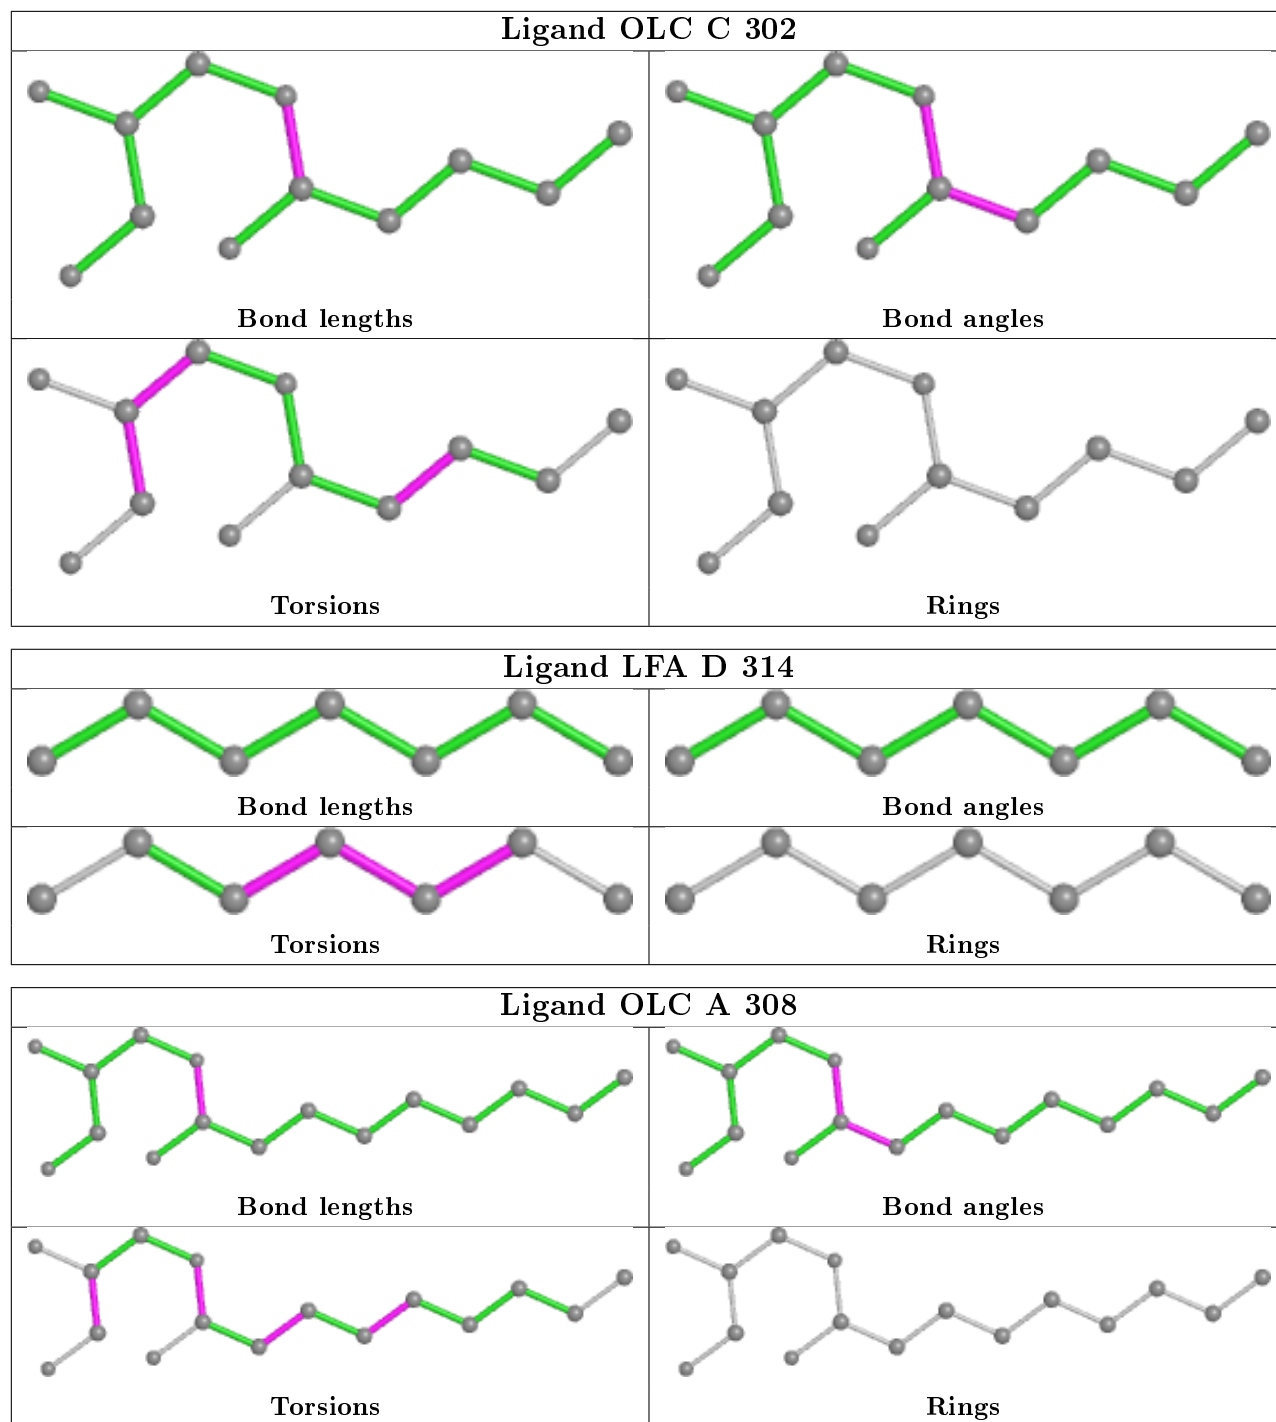 Ligand OLC C 302
Bond lengths
Bond angles
Torsions
Rings
Ligand LFA D 314
Bond lengths
Bond angles
Torsions
Rings
Ligand OLC A 308
Bond lengths
Bond angles
Torsions
Rings